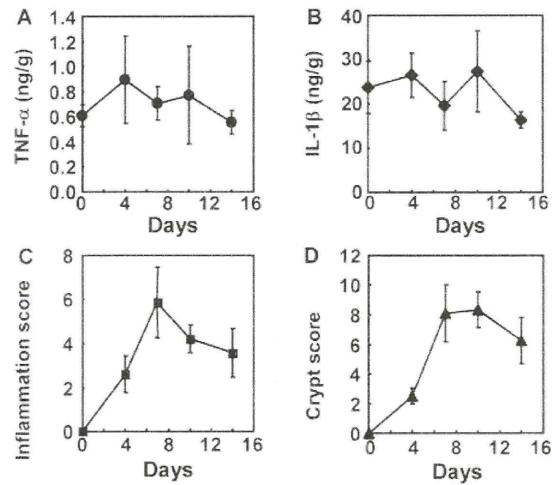 A
TNF-α (ng/g)
1.4
1.2
1.0
0.8
0.6
0.4
0.2
0.0
0 4 8 12 16
Days
B
IL-1β (ng/g)
40
30
20
10
0
0 4 8 12 16
Days
C
Inflammation score
8
6
4
2
0
0 4 8 12 16
Days
D
Crypt score
12
10
8
6
4
2
0
0 4 8 12 16
Days